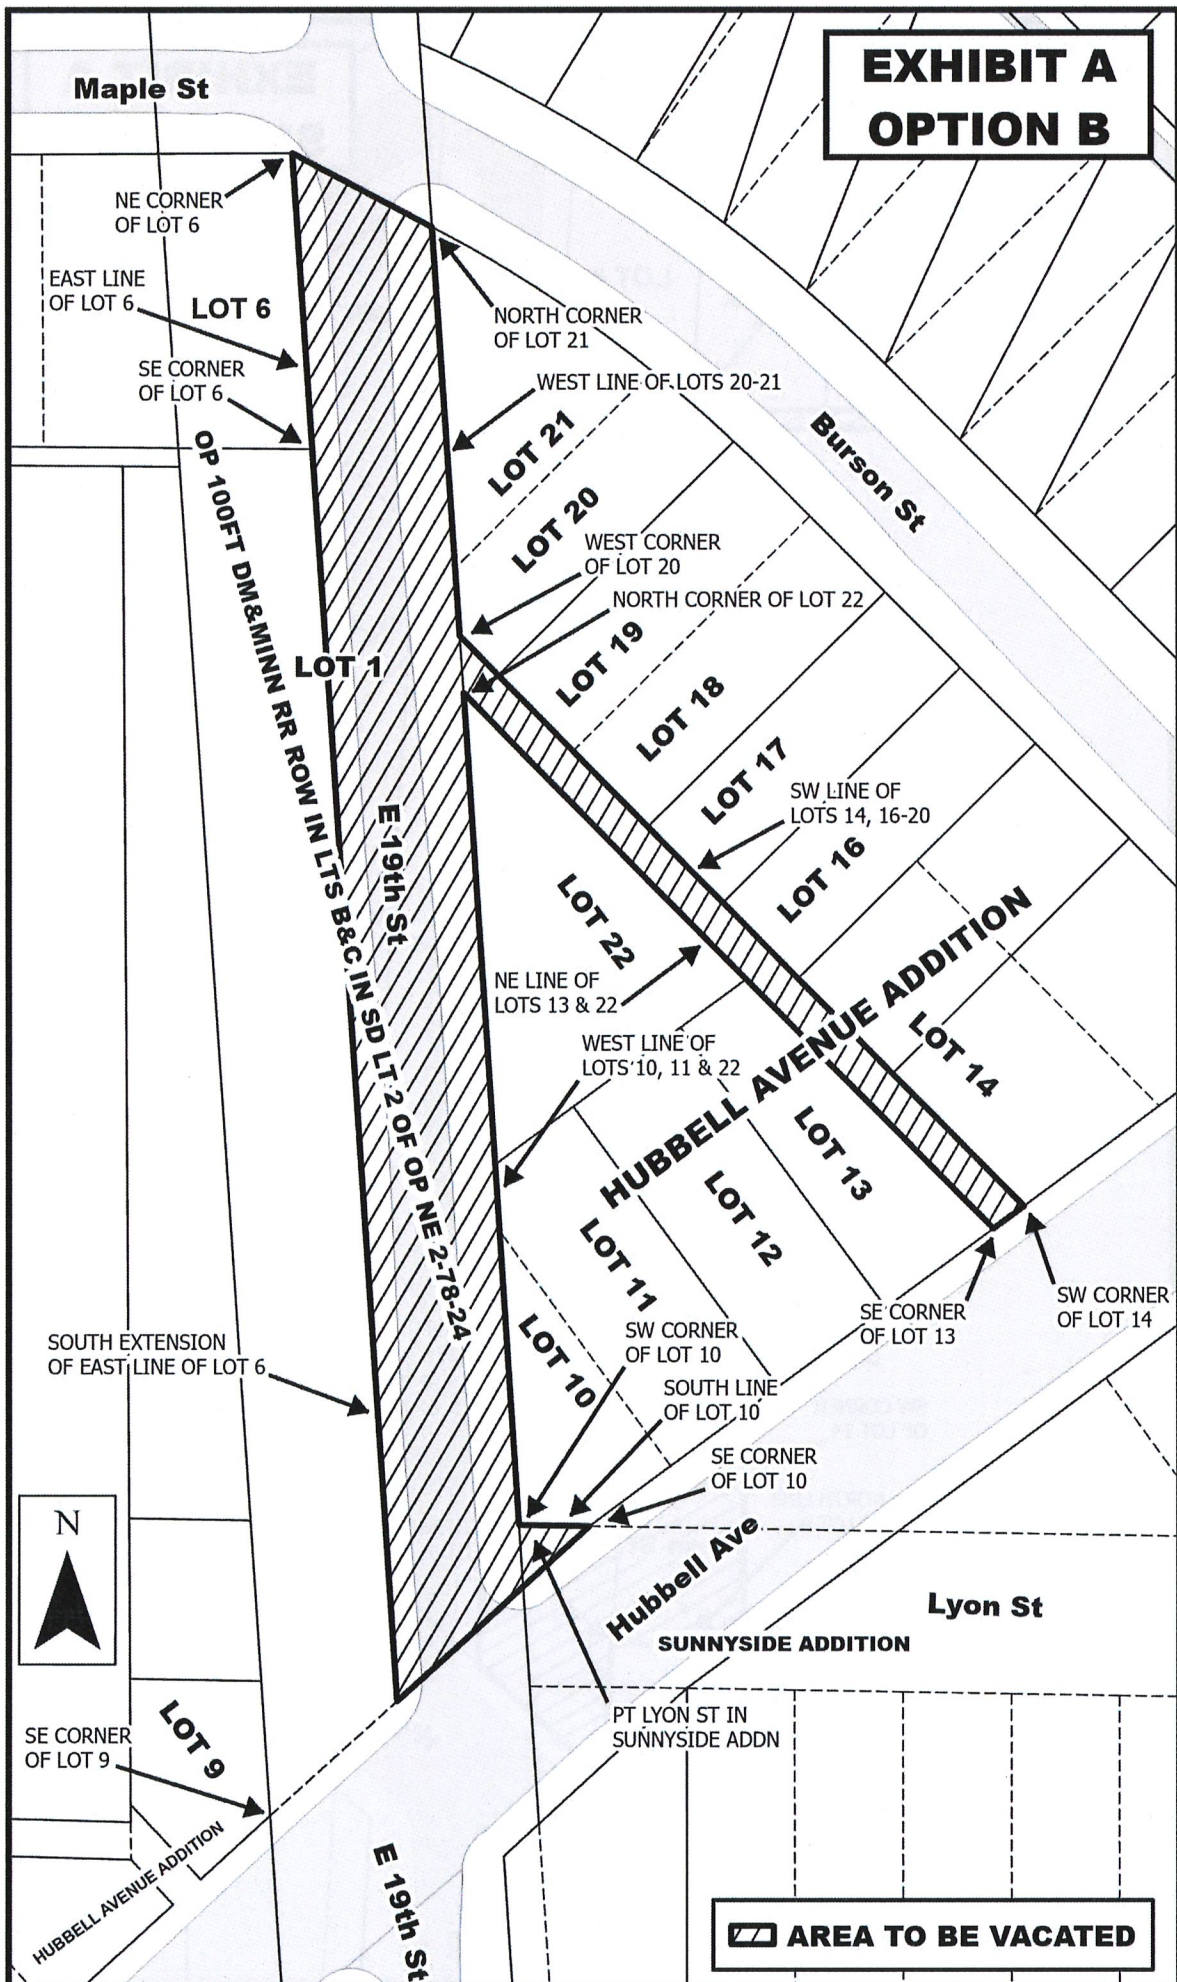 EXHIBIT A
OPTION B
Maple St
NE CORNER
OF LOT 6
EAST LINE
OF LOT 6
LOT 6
SE CORNER
OF LOT 6
NORTH CORNER
OF LOT 21
WEST LINE OF LOTS 20-21
LOT 21
LOT 20
Burson St
WEST CORNER
OF LOT 20
NORTH CORNER OF LOT 22
OP 100FT DM&MINN RR ROW IN LTS B&C IN SD LT 2 OF OP NE 2-78-24
LOT 1
LOT 19
LOT 18
LOT 17
SW LINE OF
LOTS 14, 16-20
LOT 16
E 19th St
LOT 22
NE LINE OF
LOTS 13 & 22
HUBBELL AVENUE ADDITION
WEST LINE OF
LOTS 10, 11 & 22
LOT 14
LOT 13
LOT 12
LOT 11
LOT 10
SW CORNER
OF LOT 14
SE CORNER
OF LOT 13
SOUTH EXTENSION
OF EAST LINE OF LOT 6
SW CORNER
OF LOT 10
SOUTH LINE
OF LOT 10
SE CORNER
OF LOT 10
N
Hubbell Ave
Lyon St
SUNNYSIDE ADDITION
PT LYON ST IN
SUNNYSIDE ADDN
LOT 9
SE CORNER
OF LOT 9
HUBBELL AVENUE ADDITION
E 19th St
AREA TO BE VACATED